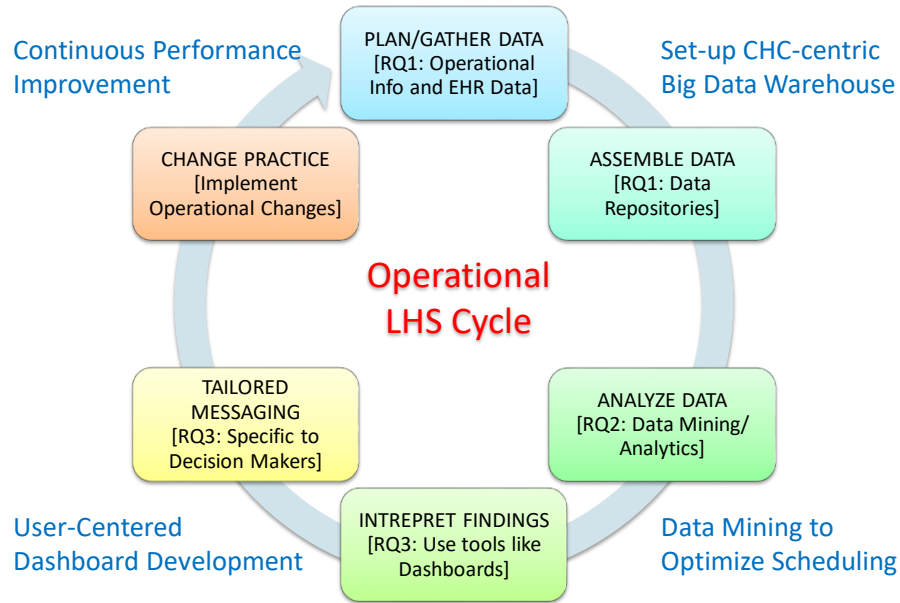 Continuous Performance
Improvement
PLAN/GATHER DATA
[RQ1: Operational
Info and EHR Data]
Set-up CHC-centric
Big Data Warehouse
CHANGE PRACTICE
[Implement
Operational Changes]
ASSEMBLE DATA
[RQ1: Data
Repositories]
Operational
LHS Cycle
TAILORED
MESSAGING
[RQ3: Specific to
Decision Makers]
ANALYZE DATA
[RQ2: Data Mining/
Analytics]
User-Centered
Dashboard Development
INTREPRET FINDINGS
[RQ3: Use tools like
Dashboards]
Data Mining to
Optimize Scheduling